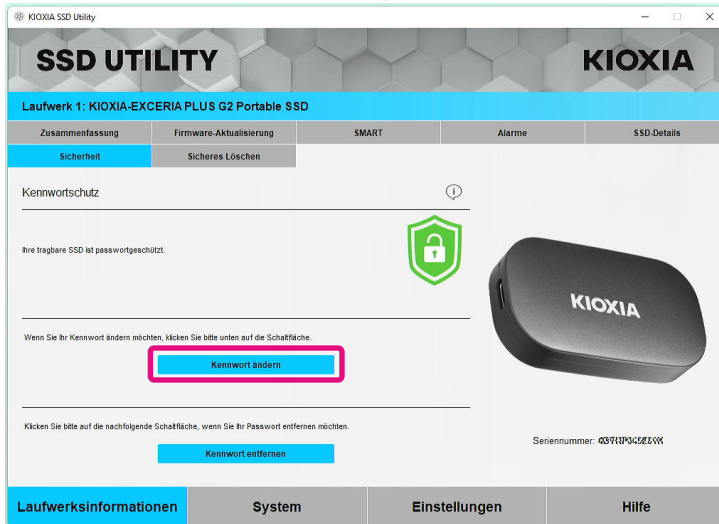 KIOXIA SSD Utility
SSD UTILITY
KIOXIA
Laufwerk 1: KIOXIA-EXCERIA PLUS G2 Portable SSD
Zusammenfassung Firmware-Aktualisierung SMART Alarme SSD-Details
Sicherheit Sicheres Löschen
Kennwortschutz
Ihre tragbare SSD ist passwortgeschützt.
KIOXIA
Wenn Sie Ihr Kennwort ändern möchten, klicken Sie bitte unten auf die Schaltfläche.
Kennwort ändern
Klicken Sie bitte auf die nachfolgende Schaltfläche, wenn Sie Ihr Passwort entfernen möchten.
Seriennummer:
Kennwort entfernen
Laufwerksinformationen System Einstellungen Hilfe